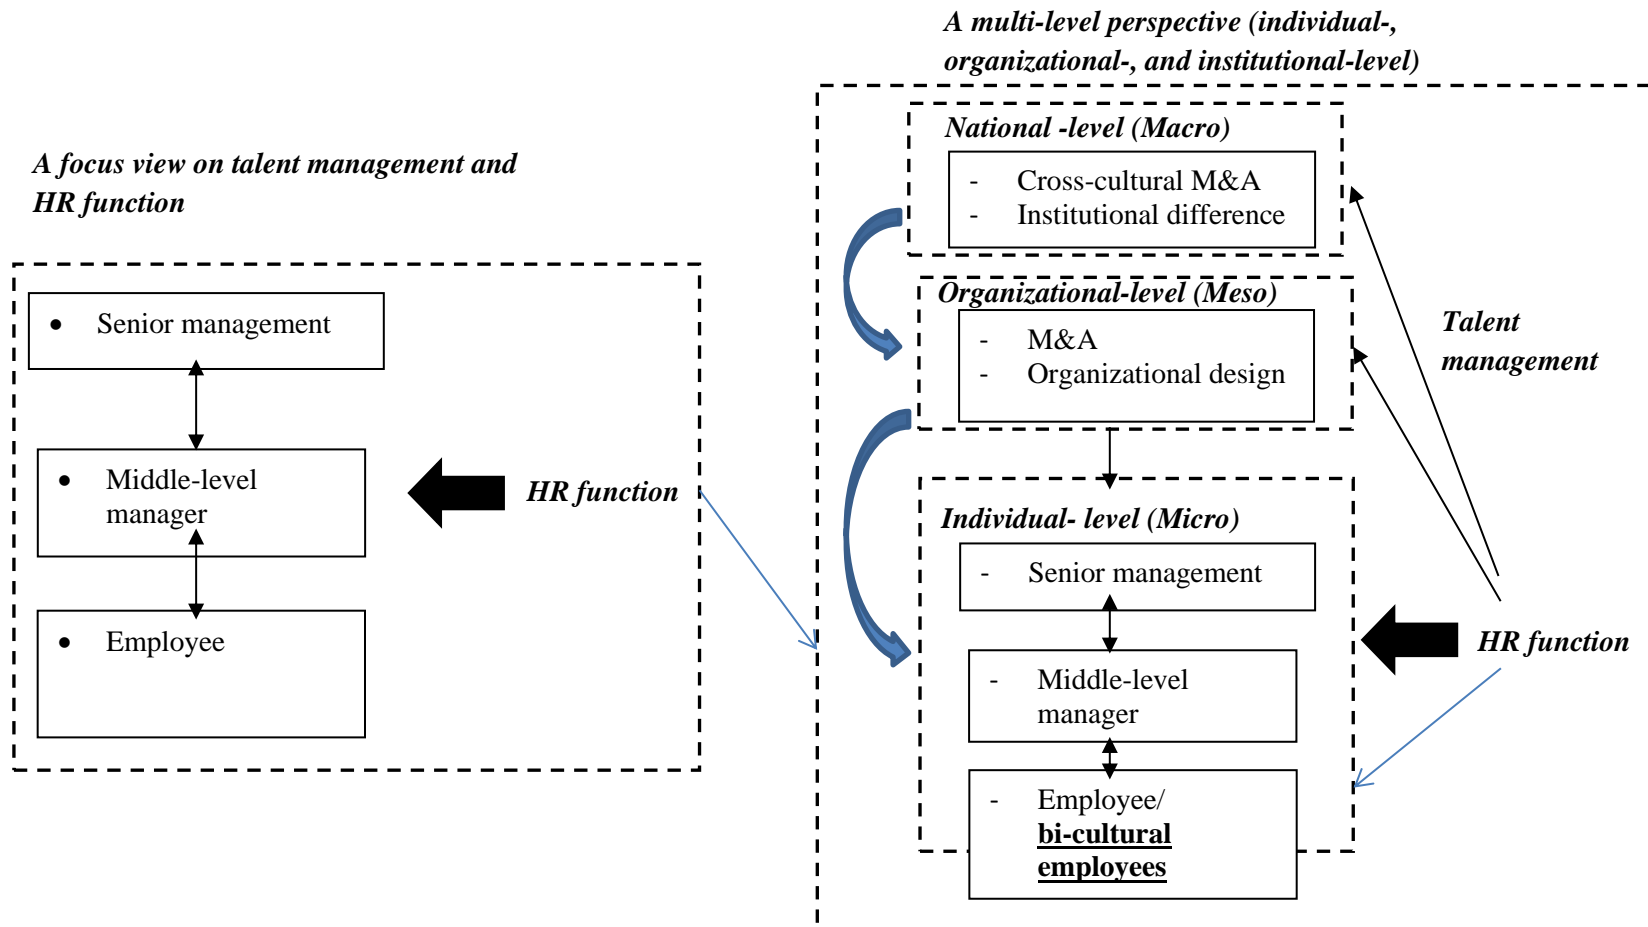 A focus view on talent management and
HR function
• Senior management
• Middle-level
manager
• Employee
HR function
A multi-level perspective (individual-,
organizational-, and institutional-level)
National -level (Macro)
- Cross-cultural M&A
- Institutional difference
Organizational-level (Meso)
- M&A
- Organizational design
Individual- level (Micro)
- Senior management
- Middle-level
manager
- Employee/
bi-cultural
employees
Talent
management
HR function